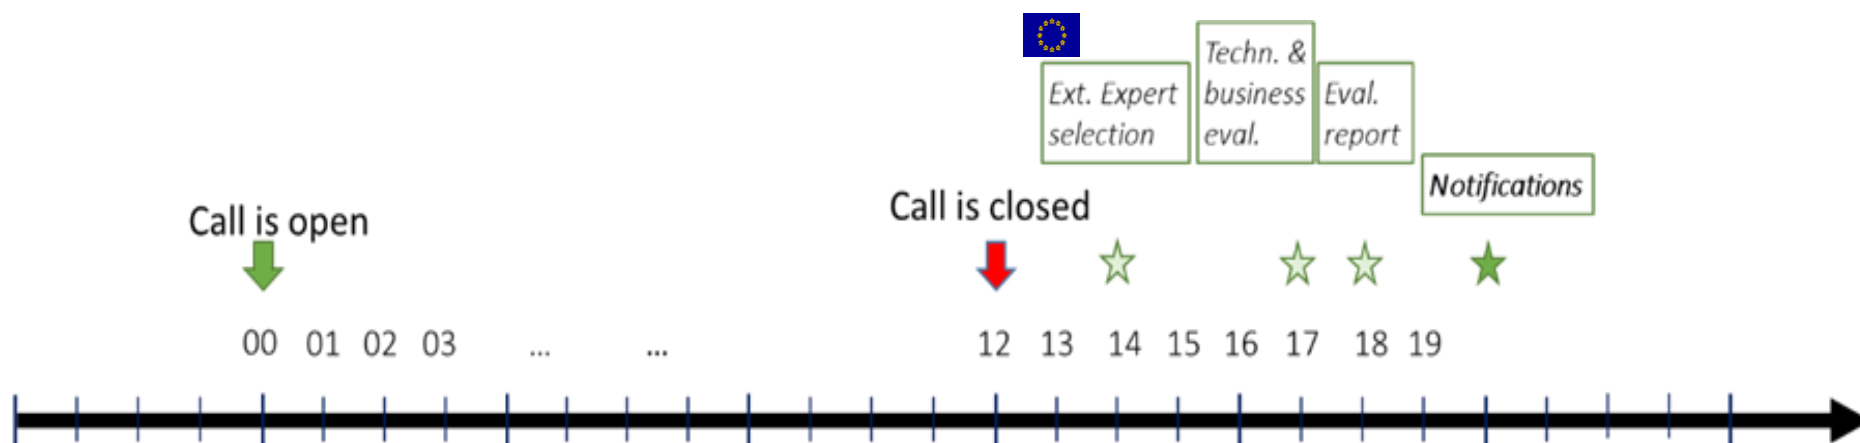 Techn. &
business
eval.
Ext. Expert
selection
Eval.
report
Notifications
Call is open
Call is closed
00 01 02 03 ... ... 12 13 14 15 16 17 18 19